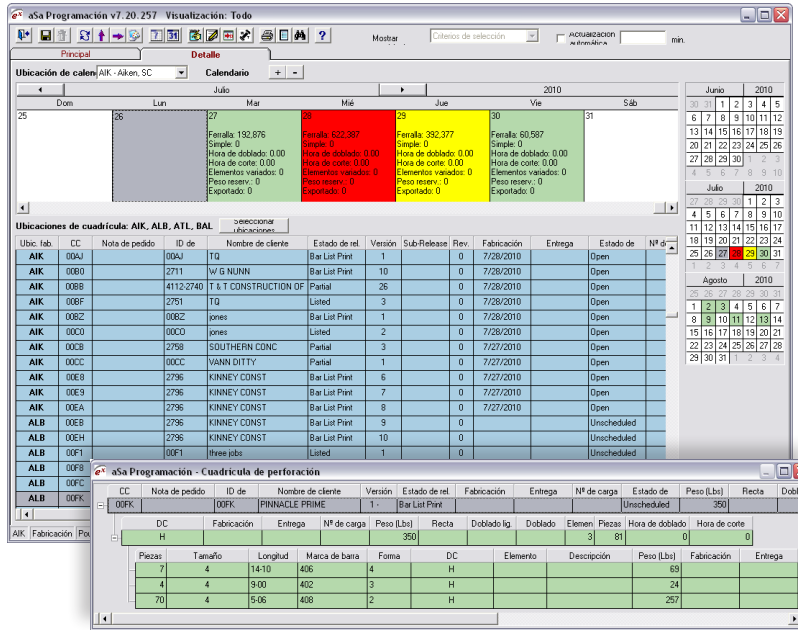 aSa Programación v7.20.257 Visualización: Todo
Mostrar
Criterios de selección
Actualización automática
min.
Principal Detalle
Ubicación de calen AIK - Aiken, SC Calendario + -
Julio 2010
Dom Lun Mar Mié Jue Vie Sáb
25 26 27 28 29 30 31
Ferralla: 192,876 Ferralla: 622,387 Ferralla: 392,377 Ferralla: 60,587
Simple: 0 Simple: 0 Simple: 0 Simple: 0
Hora de doblado: 0.00 Hora de doblado: 0.00 Hora de doblado: 0.00 Hora de doblado: 0.00
Hora de corte: 0.00 Hora de corte: 0.00 Hora de corte: 0.00 Hora de corte: 0.00
Elementos variados: 0 Elementos variados: 0 Elementos variados: 0 Elementos variados: 0
Peso reserv.: 0 Peso reserv.: 0 Peso reserv.: 0 Peso reserv.: 0
Exportado: 0 Exportado: 0 Exportado: 0 Exportado: 0
Junio 2010
30 31 1 2 3 4 5
6 7 8 9 10 11 12
13 14 15 16 17 18 19
20 21 22 23 24 25 26
27 28 29 30 1 2 3
4 5 6 7 8 9 10
Julio 2010
27 28 29 30 1 2 3
4 5 6 7 8 9 10
11 12 13 14 15 16 17
18 19 20 21 22 23 24
25 26 27 28 29 30 31
1 2 3 4 5 6 7
Agosto 2010
25 26 27 28 29 30 31
1 2 3 4 5 6 7
8 9 10 11 12 13 14
15 16 17 18 19 20 21
22 23 24 25 26 27 28
29 30 31 1 2 3 4
Ubicaciones de cuadrícula: AIK, ALB, ATL, BAL Seleccionar ubicaciones
Ubic. fab. CC Nota de pedido ID de Nombre de cliente Estado de rel. Versión Sub-Release Rev. Fabricación Entrega Estado de Nº de
AIK 00AJ 00AJ TQ Bar List Print 1 0 7/28/2010 Open
AIK 00B0 2711 W G NUNN Bar List Print 10 0 7/28/2010 Open
AIK 00BB 4112-2740 T & T CONSTRUCTION OF Partial 26 0 7/28/2010 Open
AIK 00BF 2751 TQ Listed 3 0 7/28/2010 Open
AIK 00BZ 00BZ jones Bar List Print 1 0 7/28/2010 Open
AIK 00C0 00C0 jones Listed 2 0 7/28/2010 Open
AIK 00CB 2758 SOUTHERN CONC Partial 3 0 7/27/2010 Open
AIK 00CC 00CC VANN DITTY Partial 1 0 7/27/2010 Open
AIK 00E8 2796 KINNEY CONST Bar List Print 6 0 7/27/2010 Open
AIK 00E9 2796 KINNEY CONST Bar List Print 7 0 7/27/2010 Open
AIK 00EA 2796 KINNEY CONST Bar List Print 8 0 7/27/2010 Open
ALB 00EB 2796 KINNEY CONST Bar List Print 9 0 Unscheduled
ALB 00EH 2796 KINNEY CONST Bar List Print 10 0 Unscheduled
ALB 00F1 00F1 three jobs Listed 1 0 Unscheduled
ALB 00F8
ALB 00FC
ALB 00FK
AIK Fabricación
aSa Programación - Cuadrícula de perforación
CC Nota de pedido ID de Nombre de cliente Versión Estado de rel. Fabricación Entrega Nº de carga Estado de Peso (Lbs) Recta
00FK 00FK PINNACLE PRIME 1 - Bar List Print Unscheduled 350
DC Fabricación Entrega Nº de carga Peso (Lbs) Recta Doblado lig. Doblado Elemen Piezas Hora de doblado Hora de corte
H 350 3 81 0 0
Piezas Tamaño Longitud Marca de barra Forma DC Elemento Descripción Peso (Lbs) Fabricación Entrega
7 4 14-10 406 4 H 69
4 4 9-00 402 3 H 24
70 4 5-06 408 2 H 257